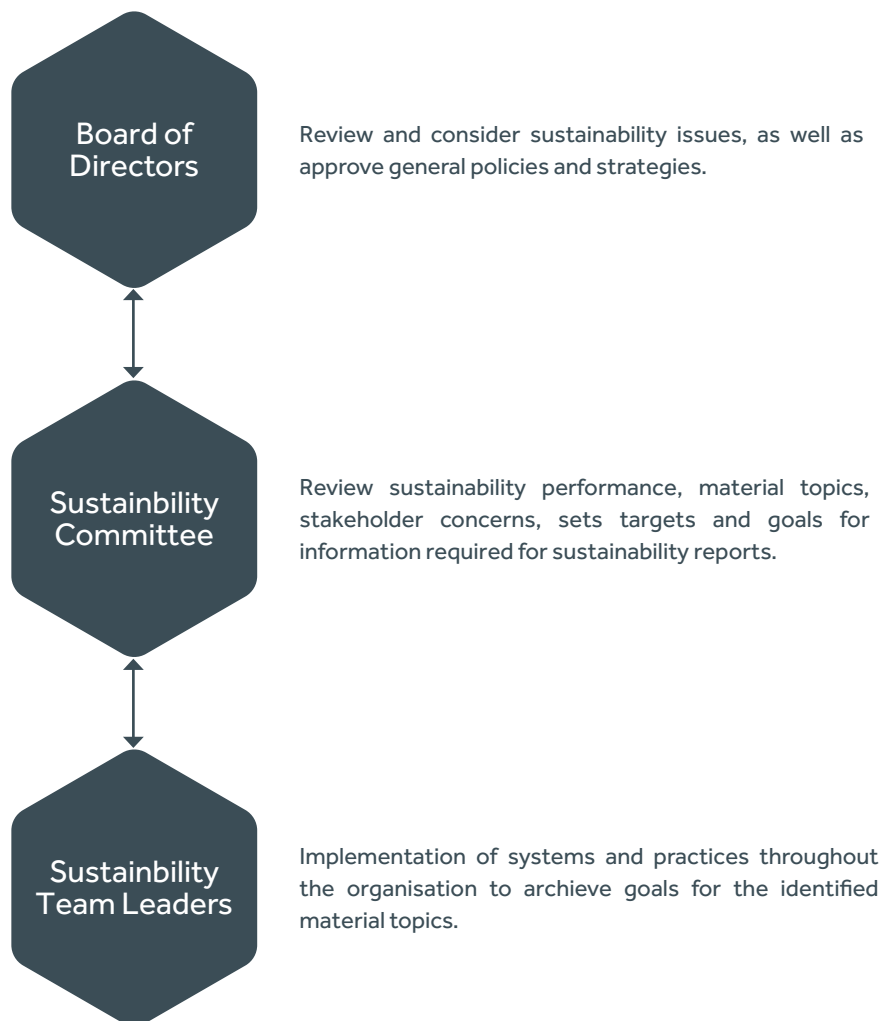 Board of
Directors
Review and consider sustainability issues, as well as
approve general policies and strategies.
Sustainbility
Committee
Review sustainability performance, material topics,
stakeholder concerns, sets targets and goals for
information required for sustainability reports.
Sustainbility
Team Leaders
Implementation of systems and practices throughout
the organisation to archieve goals for the identified
material topics.